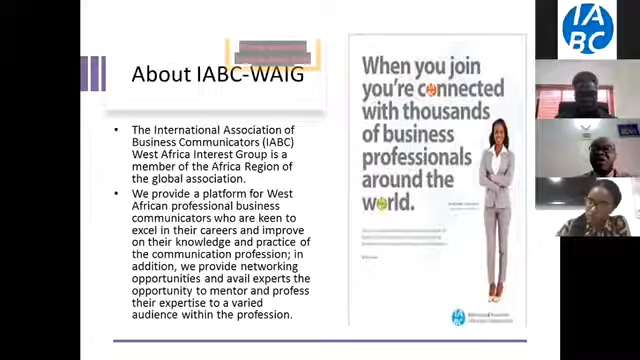 About IABC-WAIG
• The International Association of
Business Communicators (IABC)
West Africa Interest Group is a
member of the Africa Region of
the global association.
• We provide a platform for West
African professional business
communicators who are keen to
excel in their careers and improve
on their knowledge and practice of
the communication profession; in
addition, we provide networking
opportunities and avail experts the
opportunity to mentor and profess
their expertise to a varied
audience within the profession.
When you join
you're connected
with thousands
of business
professionals
around the
world.
IA
BC
IA
BC